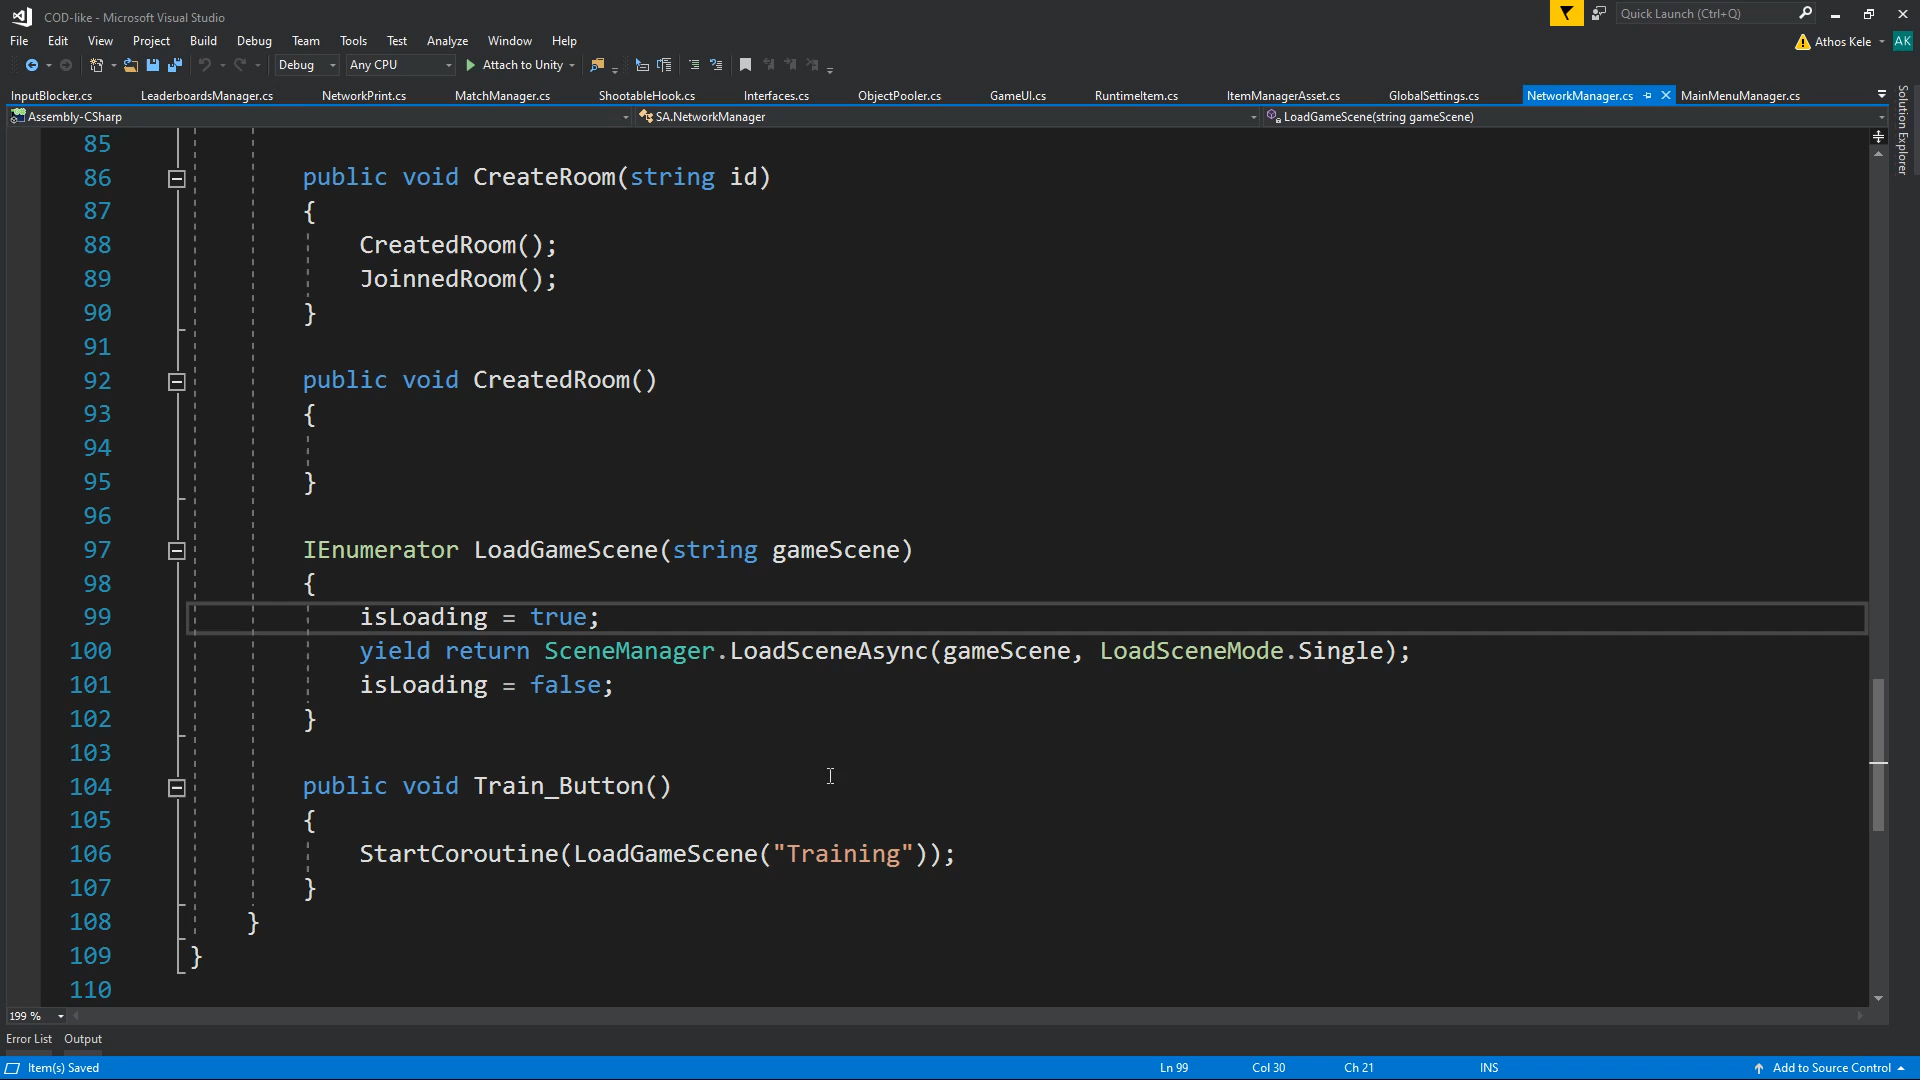 COD-like - Microsoft Visual Studio
Quick Launch (Ctrl+Q)
File Edit View Project Build Debug Team Tools Test Analyze Window Help
Athos Kele AK
Debug Any CPU Attach to Unity
InputBlocker.cs LeaderboardsManager.cs NetworkPrint.cs MatchManager.cs ShootableHook.cs Interfaces.cs ObjectPooler.cs GameUI.cs RuntimeItem.cs ItemManagerAsset.cs GlobalSettings.cs NetworkManager.cs MainMenuManager.cs
Solution Explorer
Assembly-CSharp SA.NetworkManager LoadGameScene(string gameScene)
85
86 public void CreateRoom(string id)
87 {
88 CreatedRoom();
89 JoinnedRoom();
90 }
91
92 public void CreatedRoom()
93 {
94
95 }
96
97 IEnumerator LoadGameScene(string gameScene)
98 {
99 isLoading = true;
100 yield return SceneManager.LoadSceneAsync(gameScene, LoadSceneMode.Single);
101 isLoading = false;
102 }
103
104 public void Train_Button()
105 {
106 StartCoroutine(LoadGameScene("Training"));
107 }
108 }
109 }
110
199 %
Error List Output
Item(s) Saved Ln 99 Col 30 Ch 21 INS Add to Source Control